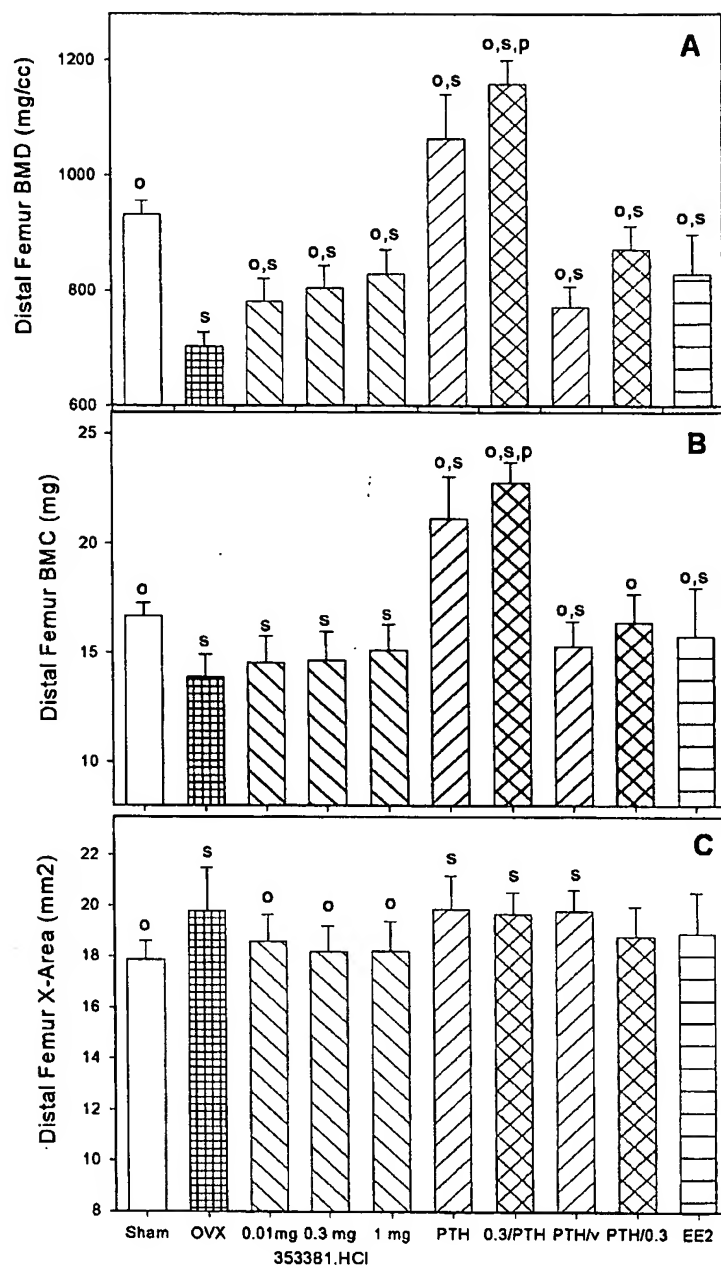 A
Distal Femur BMD (mg/cc)
1200
1000
800
600
o
s
o,s
o,s
o,s
o,s
o,s,p
o,s
o,s
o,s
B
Distal Femur BMC (mg)
25
20
15
10
o
s
s
s
s
o,s
o,s,p
o,s
o
o,s
C
Distal Femur X-Area (mm2)
22
20
18
16
14
12
10
8
o
s
o
o
o
s
s
s
Sham OVX 0.01mg 0.3 mg 1 mg PTH 0.3/PTH PTH/v PTH/0.3 EE2
353381.HCl